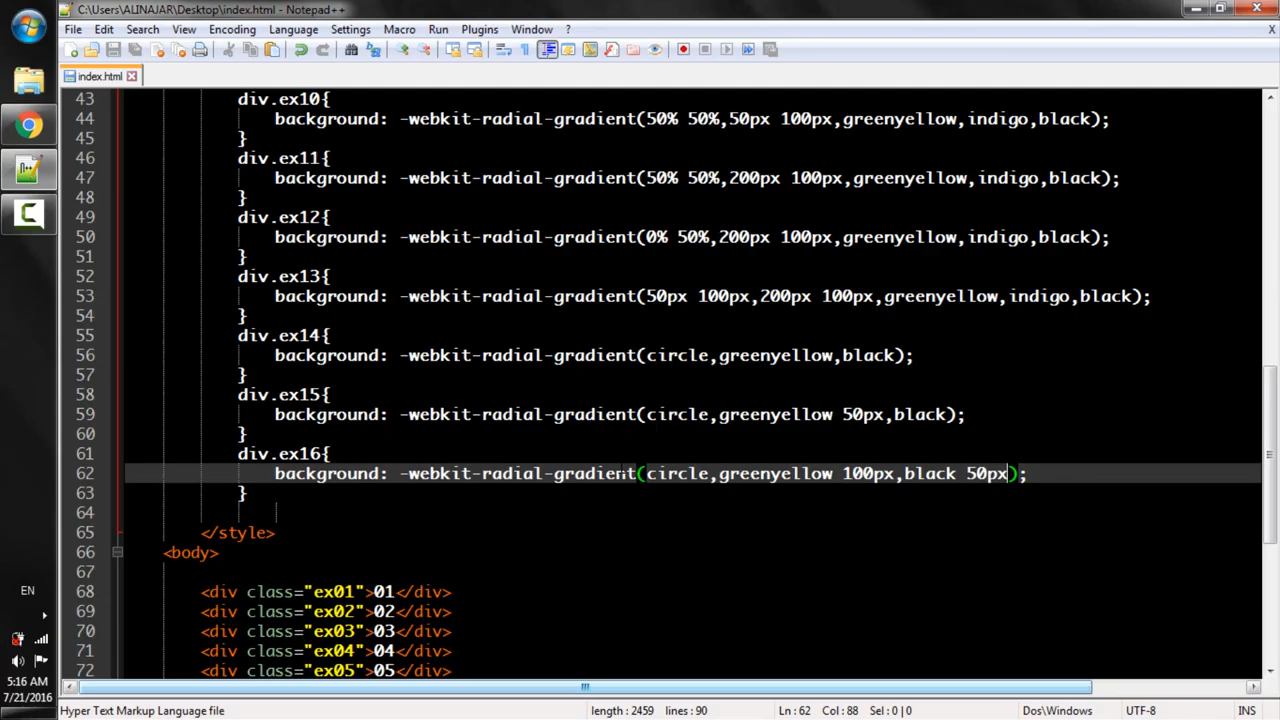 C:\Users\ALINAJAR\Desktop\index.html - Notepad++
File Edit Search View Encoding Language Settings Macro Run Plugins Window ? X
index.html
43 div.ex10{
44 background: -webkit-radial-gradient(50% 50%,50px 100px,greenyellow,indigo,black);
45 }
46 div.ex11{
47 background: -webkit-radial-gradient(50% 50%,200px 100px,greenyellow,indigo,black);
48 }
49 div.ex12{
50 background: -webkit-radial-gradient(0% 50%,200px 100px,greenyellow,indigo,black);
51 }
52 div.ex13{
53 background: -webkit-radial-gradient(50px 100px,200px 100px,greenyellow,indigo,black);
54 }
55 div.ex14{
56 background: -webkit-radial-gradient(circle,greenyellow,black);
57 }
58 div.ex15{
59 background: -webkit-radial-gradient(circle,greenyellow 50px,black);
60 }
61 div.ex16{
62 background: -webkit-radial-gradient(circle,greenyellow 100px,black 50px);
63 }
64
65 </style>
66 <body>
67
68 <div class="ex01">01</div>
69 <div class="ex02">02</div>
70 <div class="ex03">03</div>
71 <div class="ex04">04</div>
72 <div class="ex05">05</div>
EN
5:16 AM
7/21/2016
Hyper Text Markup Language file length : 2459 lines : 90 Ln : 62 Col : 88 Sel : 0 | 0 Dos\Windows UTF-8 INS